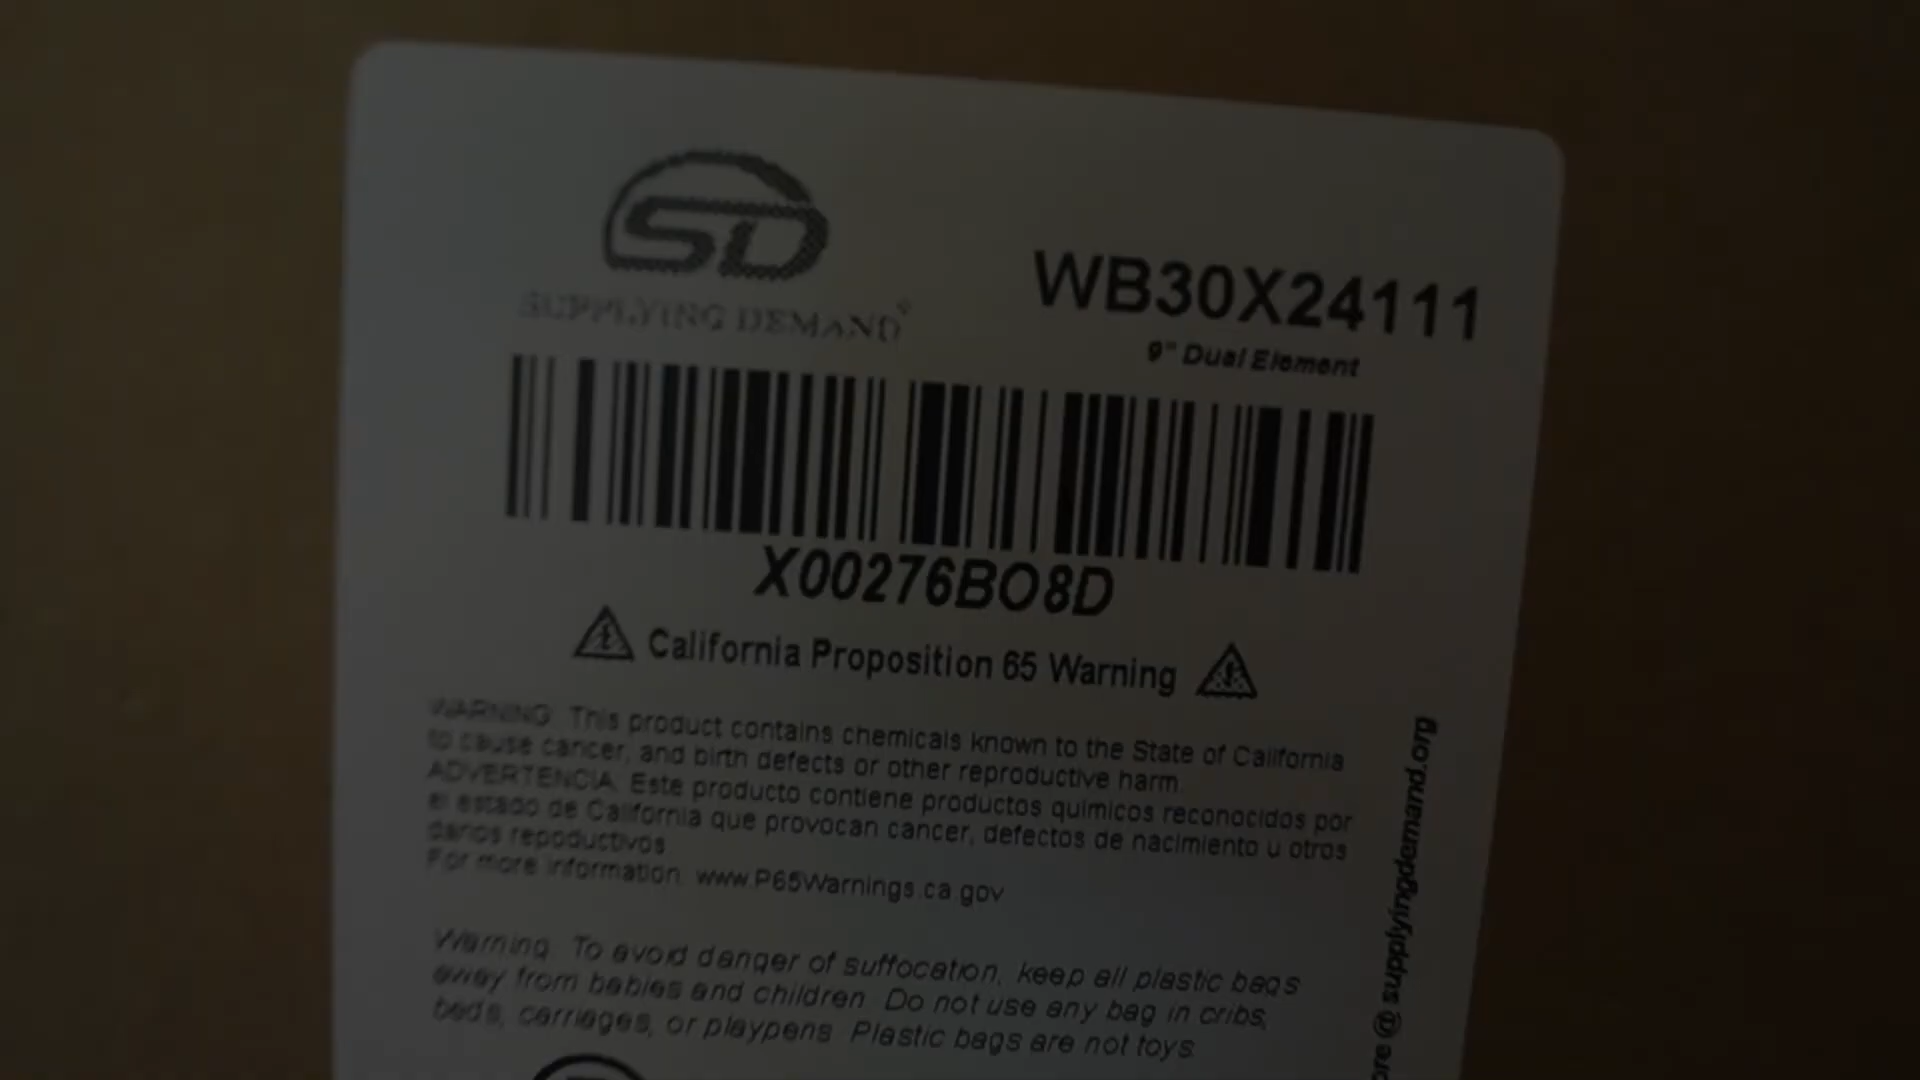 SD
SUPPLYING DEMAND®
WB30X24111
9" Dual Element
X00276BO8D
California Proposition 65 Warning
WARNING: This product contains chemicals known to the State of California
to cause cancer, and birth defects or other reproductive harm.
ADVERTENCIA: Este producto contiene productos quimicos reconocidos por
el estado de California que provocan cancer, defectos de nacimiento u otros
danos repoductivos.
For more information: www.P65Warnings.ca.gov
Warning: To avoid danger of suffocation, keep all plastic bags
away from babies and children. Do not use any bag in cribs,
beds, carriages, or playpens. Plastic bags are not toys.
@ supplyingdemand.org